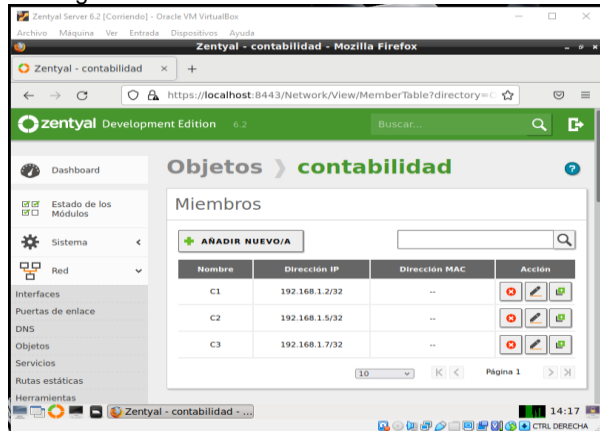 Zentyal Server 6.2 [Corriendo] - Oracle VM VirtualBox
Archivo Máquina Ver Entrada Dispositivos Ayuda
Zentyal - contabilidad - Mozilla Firefox
Zentyal - contabilidad × +
https://localhost:8443/Network/View/MemberTable?directory=
zentyal Development Edition 6.2 Buscar...
Dashboard
Objetos contabilidad
Estado de los Módulos
Miembros
Sistema
AÑADIR NUEVO/A
Red
Nombre Dirección IP Dirección MAC Acción
Interfaces
C1 192.168.1.2/32 --
Puertas de enlace
C2 192.168.1.5/32 --
DNS
Objetos
C3 192.168.1.7/32 --
Servicios
Rutas estáticas
10 Página 1
Herramientas
Zentyal - contabilidad - ... 14:17
CTRL DERECHA